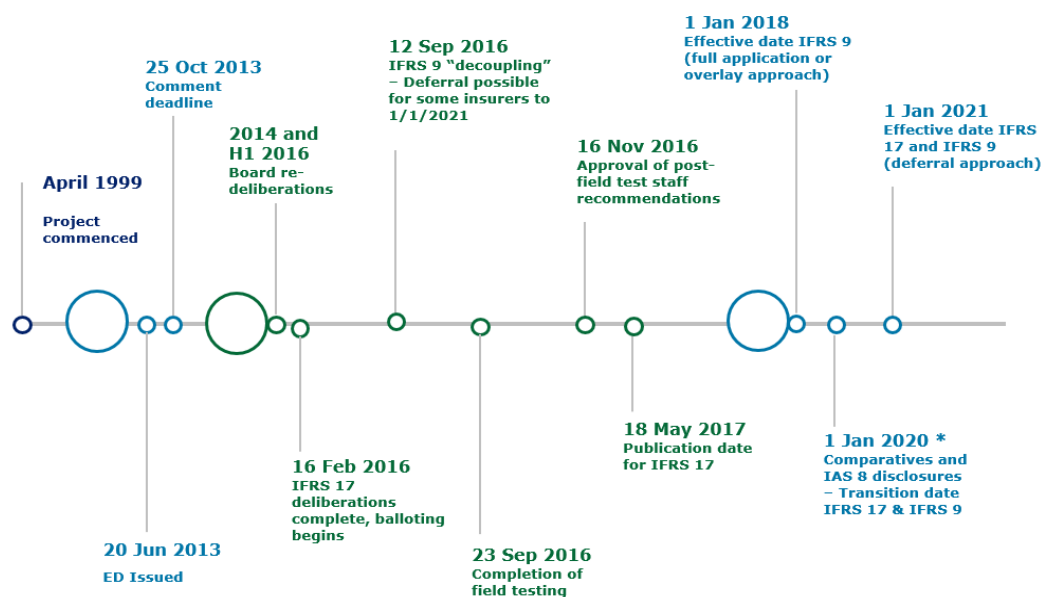 April 1999
Project
commenced
20 Jun 2013
ED Issued
25 Oct 2013
Comment
deadline
2014 and
H1 2016
Board re-
deliberations
16 Feb 2016
IFRS 17
deliberations
complete, balloting
begins
12 Sep 2016
IFRS 9 “decoupling”
– Deferral possible
for some insurers to
1/1/2021
23 Sep 2016
Completion of
field testing
16 Nov 2016
Approval of post-
field test staff
recommendations
18 May 2017
Publication date
for IFRS 17
1 Jan 2018
Effective date IFRS 9
(full application or
overlay approach)
1 Jan 2020 *
Comparatives and
IAS 8 disclosures
– Transition date
IFRS 17 & IFRS 9
1 Jan 2021
Effective date IFRS
17 and IFRS 9
(deferral approach)